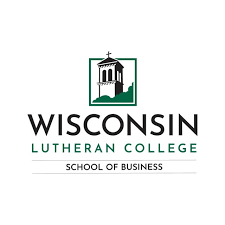 WISCONSIN
LUTHERAN COLLEGE
SCHOOL OF BUSINESS